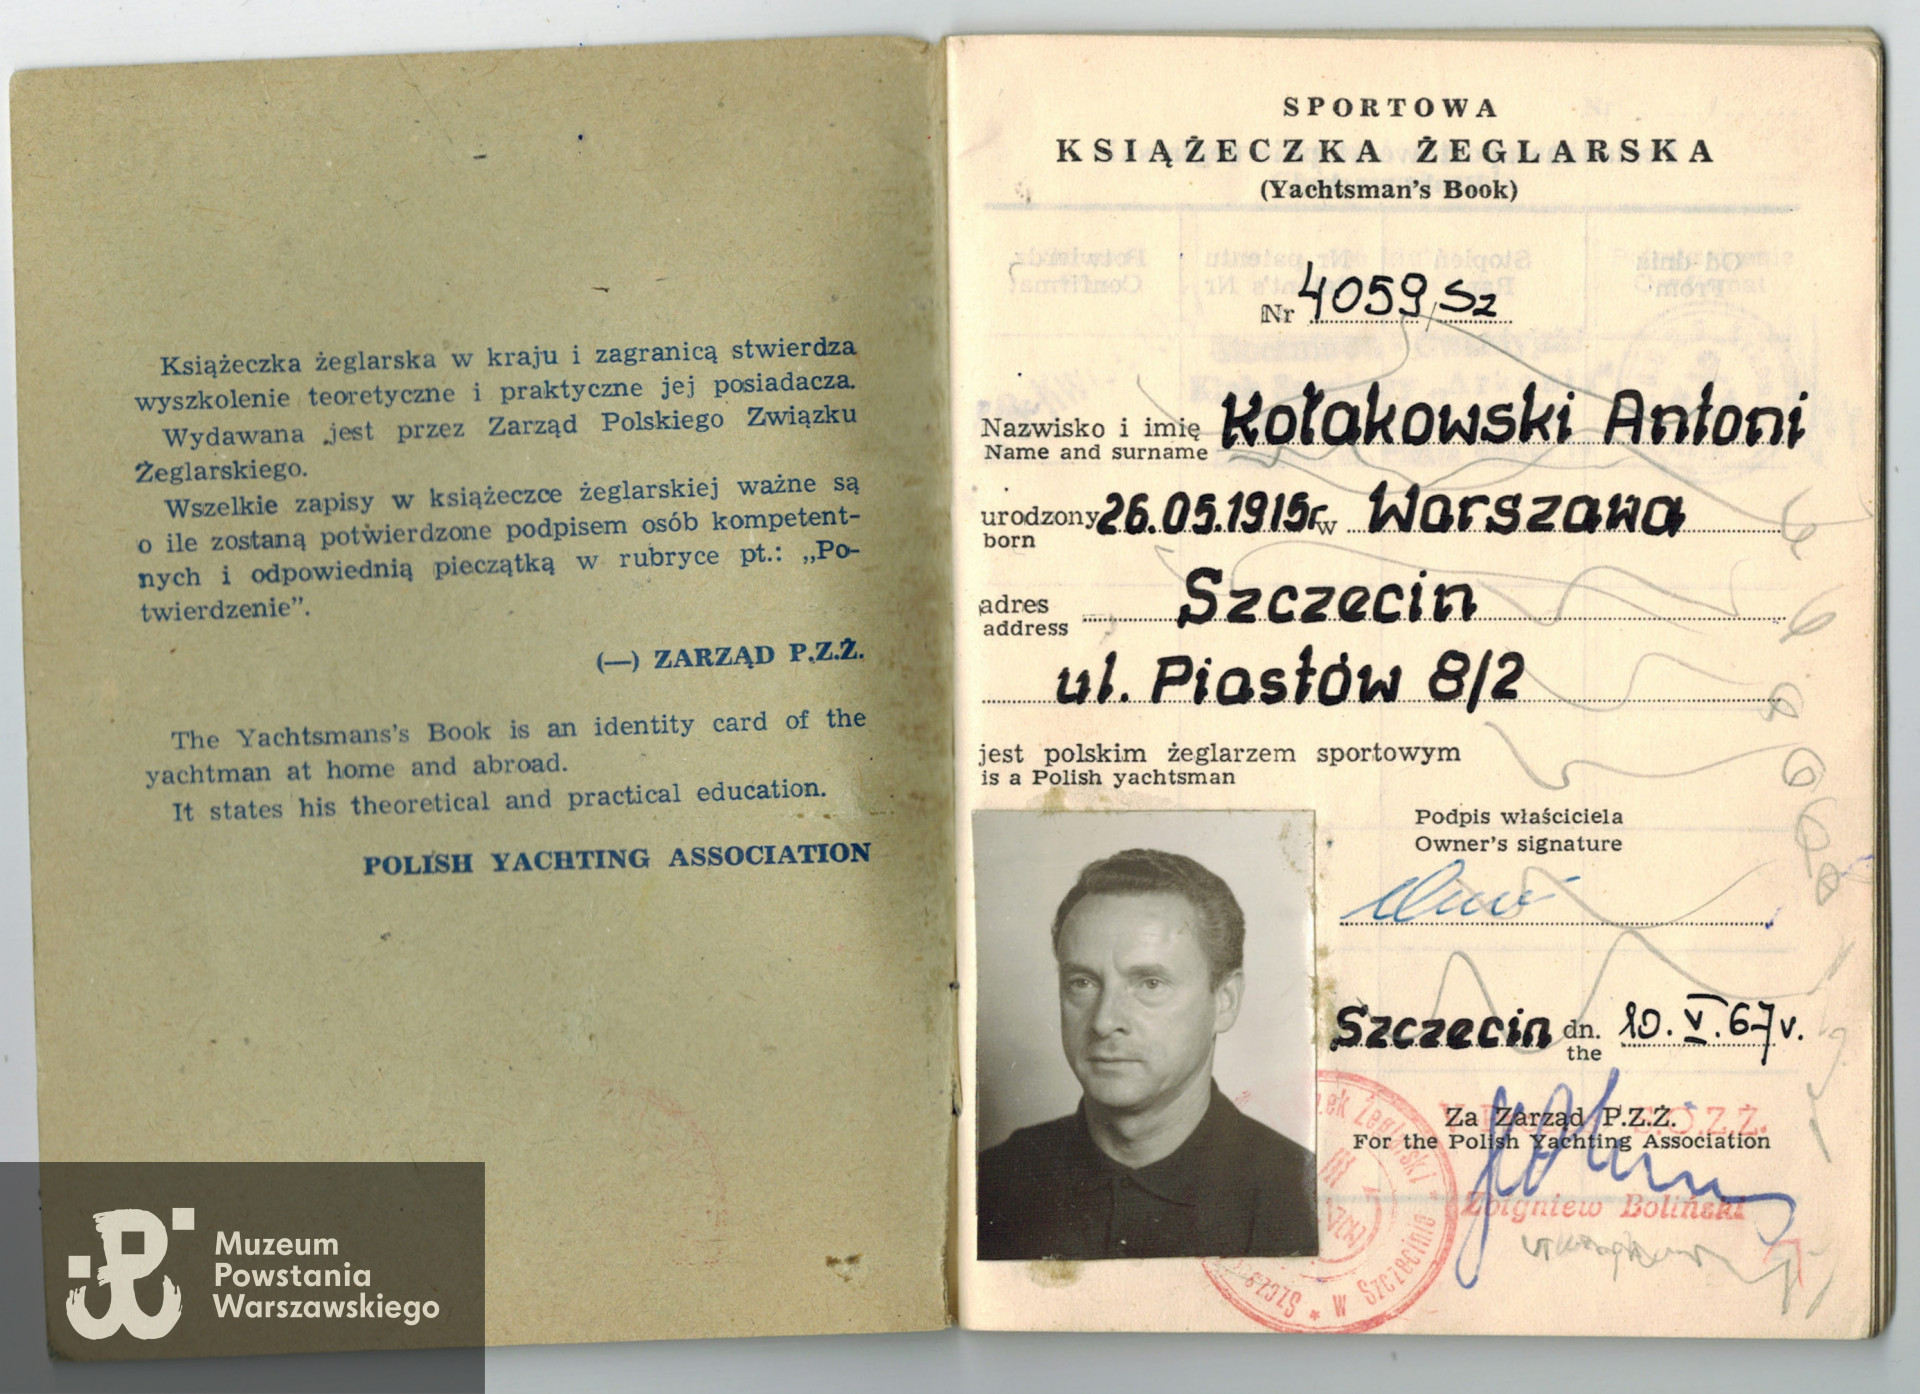 Książeczka żeglarska w kraju i zagranicą stwierdza
wyszkolenie teoretyczne i praktyczne jej posiadacza.
Wydawana jest przez Zarząd Polskiego Związku
Żeglarskiego.
Wszelkie zapisy w książeczce żeglarskiej ważne są
o ile zostaną potwierdzone podpisem osób kompetent-
nych i odpowiednią pieczątką w rubryce pt.: „Po-
twierdzenie”.
(—) ZARZĄD P.Z.Ż.
The Yachtsmans's Book is an identity card of the
yachtman at home and abroad.
It states his theoretical and practical education.
POLISH YACHTING ASSOCIATION
Muzeum
Powstania
Warszawskiego
SPORTOWA
KSIĄŻECZKA ŻEGLARSKA
(Yachtsman's Book)
Nr 4059/Sz
Nazwisko i imię Kołakowski Antoni
Name and surname
urodzony 26.05.1915r w Warszawa
born
adres Szczecin
address
ul. Piastów 8/2
jest polskim żeglarzem sportowym
is a Polish yachtsman
Podpis właściciela
Owner's signature
Szczecin dn. 10.V.67r.
the
Za Zarząd P.Z.Ż.
For the Polish Yachting Association
Zbigniew Boliński
w Szczecinie